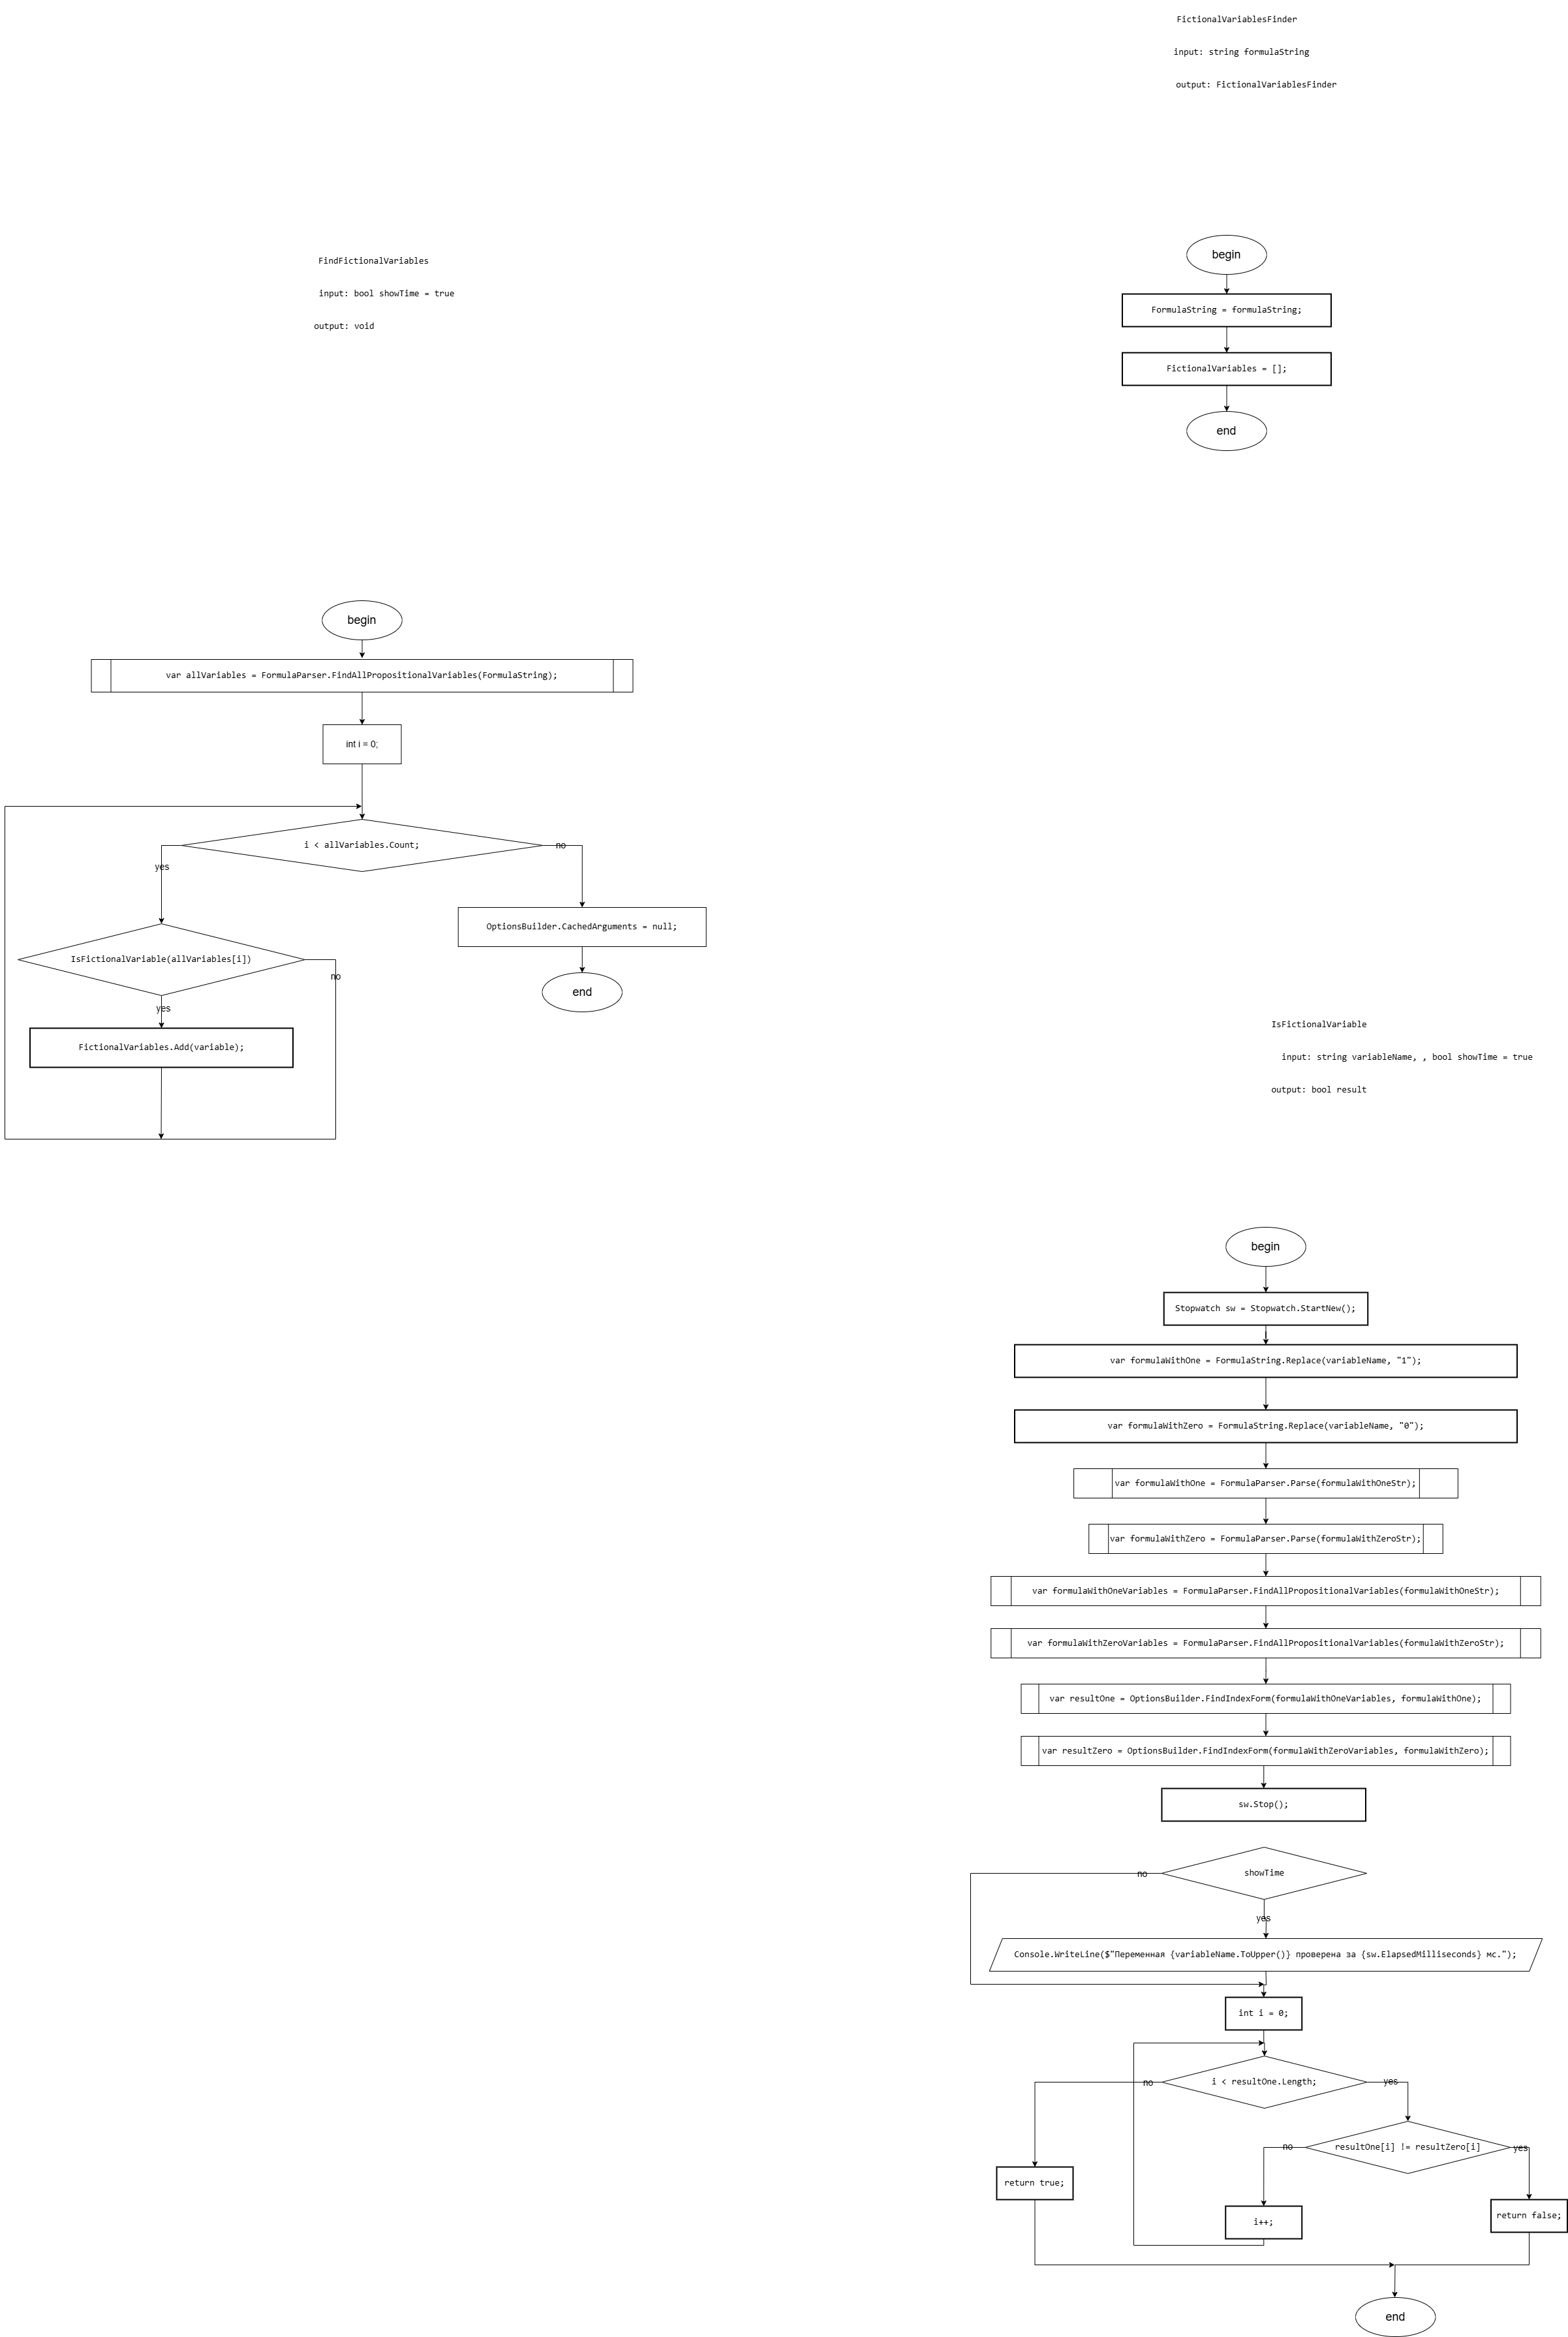 FictionalVariablesFinder
input: string formulaString
output: FictionalVariablesFinder
begin
FormulaString = formulaString;
FictionalVariables = [];
end
FindFictionalVariables
input: bool showTime = true
output: void
begin
var allVariables = FormulaParser.FindAllPropositionalVariables(FormulaString);
int i = 0;
i < allVariables.Count;
yes
no
OptionsBuilder.CachedArguments = null;
end
IsFictionalVariable(allVariables[i])
no
yes
FictionalVariables.Add(variable);
IsFictionalVariable
input: string variableName, , bool showTime = true
output: bool result
begin
Stopwatch sw = Stopwatch.StartNew();
var formulaWithOne = FormulaString.Replace(variableName, "1");
var formulaWithZero = FormulaString.Replace(variableName, "0");
var formulaWithOne = FormulaParser.Parse(formulaWithOneStr);
var formulaWithZero = FormulaParser.Parse(formulaWithZeroStr);
var formulaWithOneVariables = FormulaParser.FindAllPropositionalVariables(formulaWithOneStr);
var formulaWithZeroVariables = FormulaParser.FindAllPropositionalVariables(formulaWithZeroStr);
var resultOne = OptionsBuilder.FindIndexForm(formulaWithOneVariables, formulaWithOne);
var resultZero = OptionsBuilder.FindIndexForm(formulaWithZeroVariables, formulaWithZero);
sw.Stop();
showTime
no
yes
Console.WriteLine($"Переменная {variableName.ToUpper()} проверена за {sw.ElapsedMilliseconds} мс.");
int i = 0;
i < resultOne.Length;
no
yes
resultOne[i] != resultZero[i]
no
yes
return true;
i++;
return false;
end